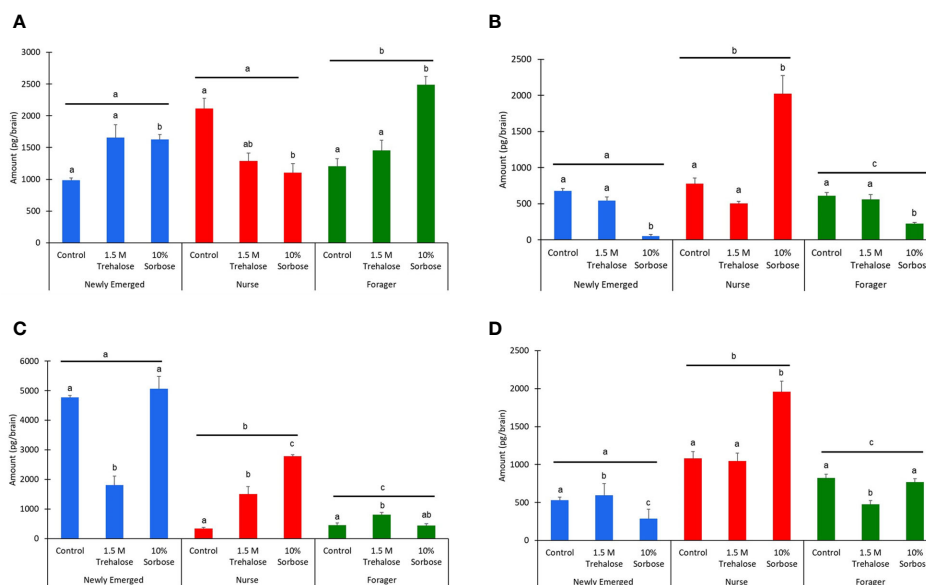 A
Amount (pg/brain)
3000
2500
2000
1500
1000
500
0
a
a
b
a
a
b
a
ab
b
b
a
a
Control
1.5 M
Trehalose
10%
Sorbose
Control
1.5 M
Trehalose
10%
Sorbose
Control
1.5 M
Trehalose
10%
Sorbose
Newly Emerged
Nurse
Forager
B
Amount (pg/brain)
2500
2000
1500
1000
500
0
a
a
a
b
b
a
a
b
c
a
a
b
Control
1.5 M
Trehalose
10%
Sorbose
Control
1.5 M
Trehalose
10%
Sorbose
Control
1.5 M
Trehalose
10%
Sorbose
Newly Emerged
Nurse
Forager
C
Amount (pg/brain)
6000
5000
4000
3000
2000
1000
0
a
a
b
a
b
a
b
c
c
a
b
ab
Control
1.5 M
Trehalose
10%
Sorbose
Control
1.5 M
Trehalose
10%
Sorbose
Control
1.5 M
Trehalose
10%
Sorbose
Newly Emerged
Nurse
Forager
D
Amount (pg/brain)
2500
2000
1500
1000
500
0
a
a
b
c
b
a
a
b
c
a
b
a
Control
1.5 M
Trehalose
10%
Sorbose
Control
1.5 M
Trehalose
10%
Sorbose
Control
1.5 M
Trehalose
10%
Sorbose
Newly Emerged
Nurse
Forager